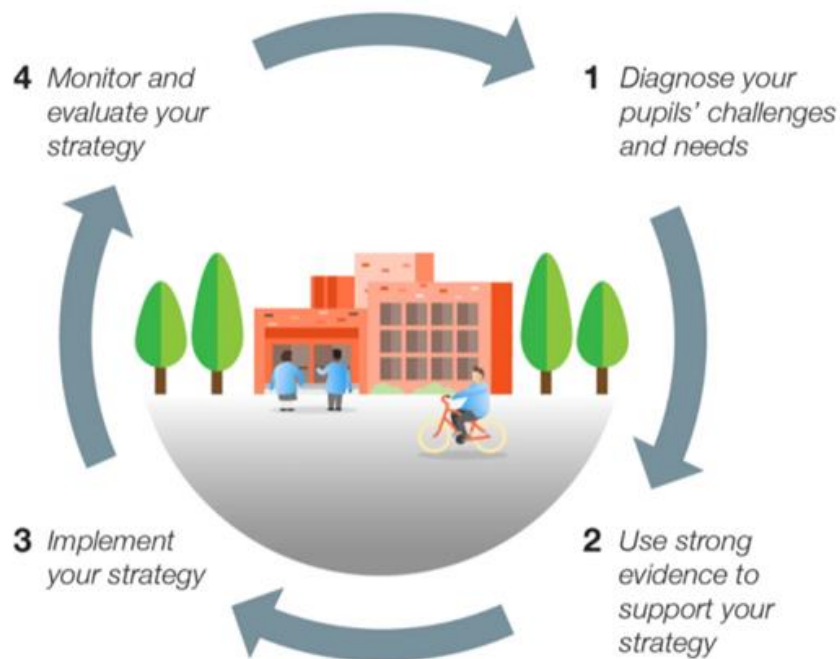 1 Diagnose your
pupils' challenges
and needs
2 Use strong
evidence to
support your
strategy
3 Implement
your strategy
4 Monitor and
evaluate your
strategy